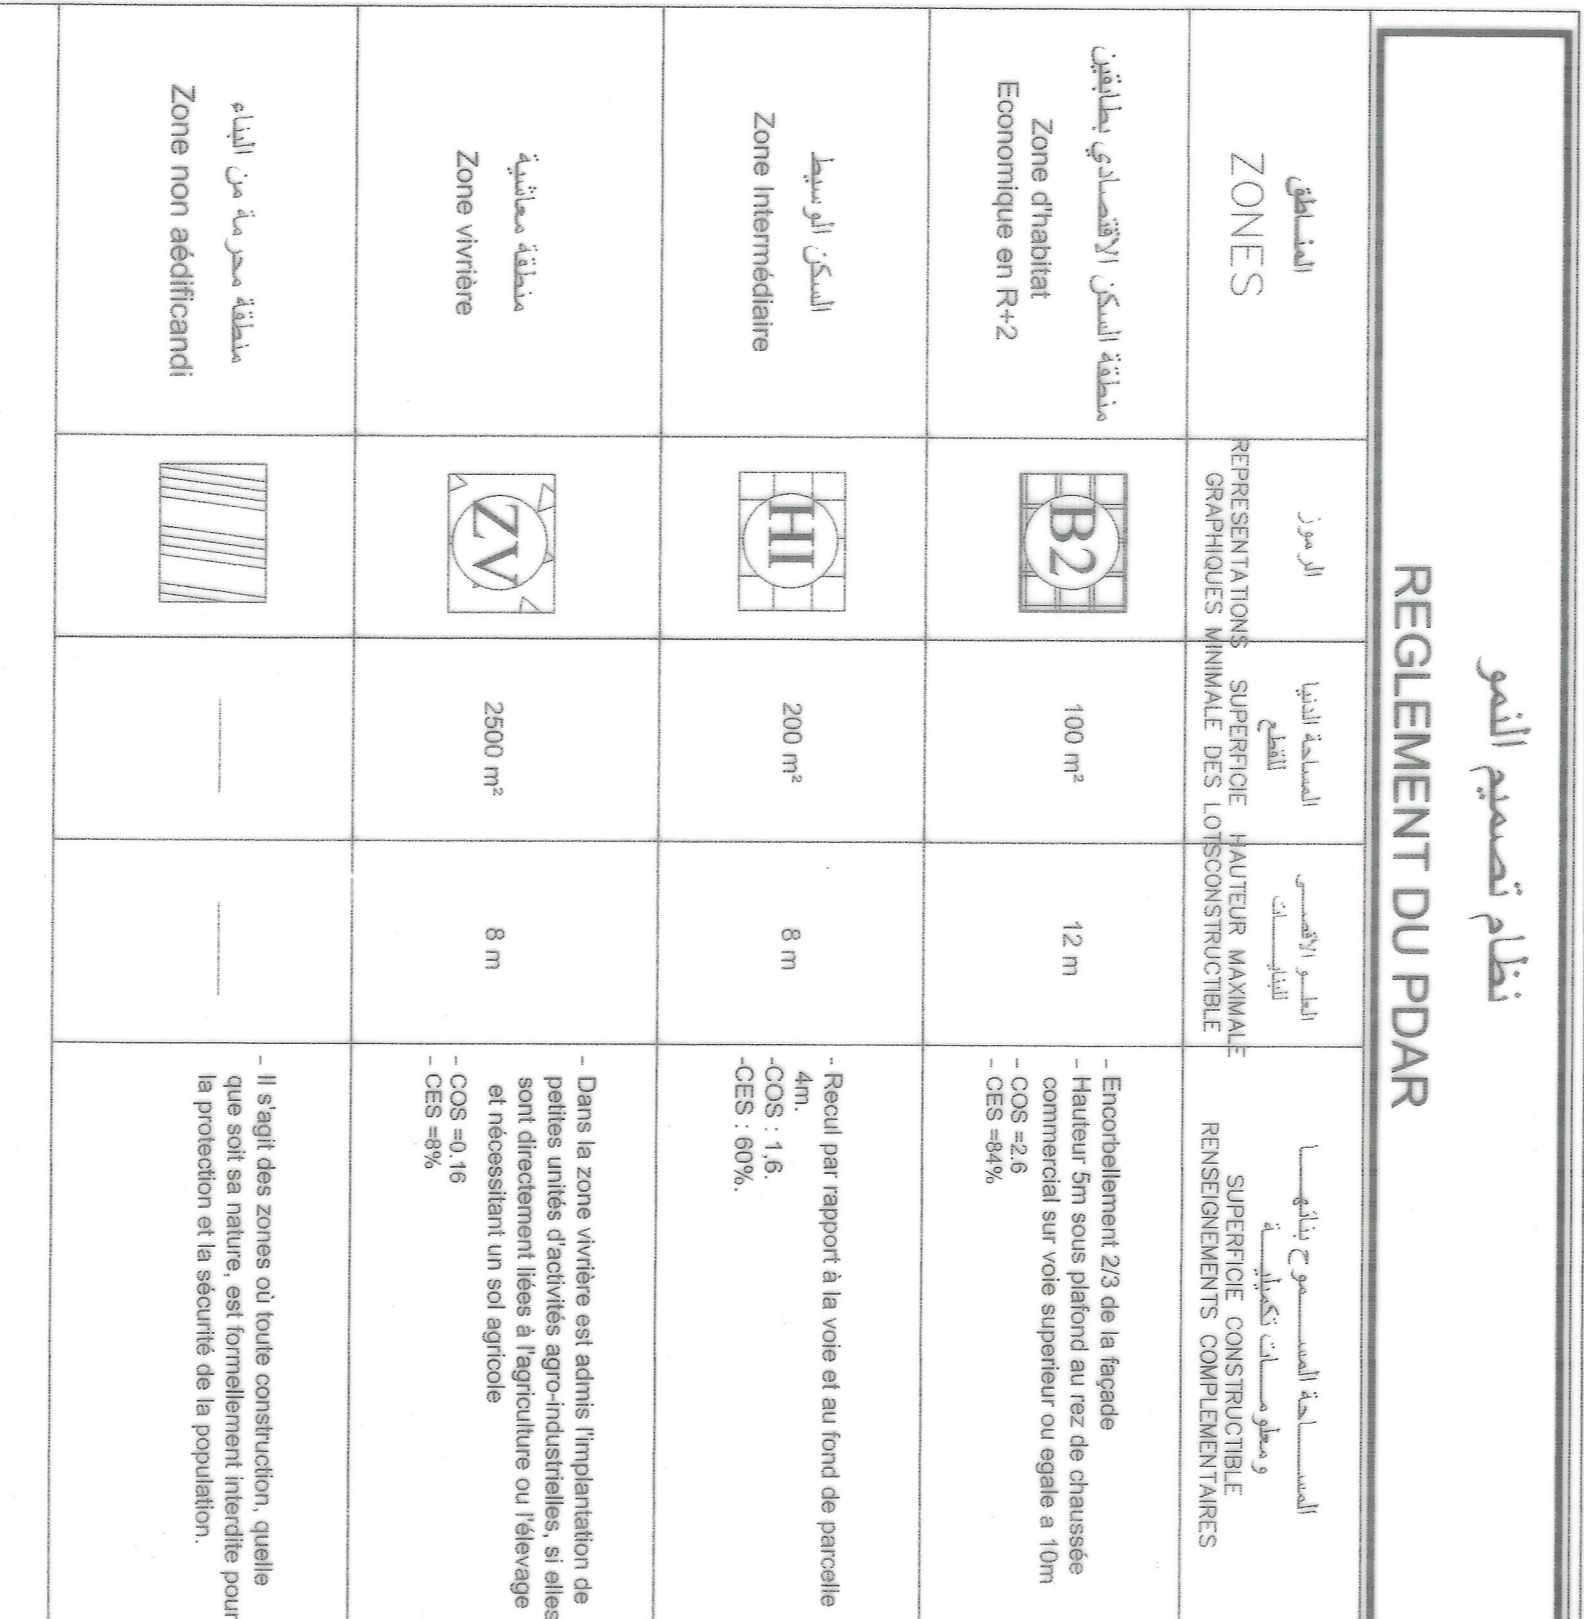 نظام تصميم النمو
REGLEMENT DU PDAR
المناطق
ZONES
الرموز
REPRESENTATIONS
GRAPHIQUES
المساحة الدنيا
للقطع
SUPERFICIE
MINIMALE DES LOTS
العلو الاقصى
للبنايات
HAUTEUR MAXIMALE
CONSTRUCTIBLE
المساحة المسموح بنائها
ومعلومات تكميلية
SUPERFICIE CONSTRUCTIBLE
RENSEIGNEMENTS COMPLEMENTAIRES
منطقة السكن الاقتصادي بطابقين
Zone d'habitat
Economique en R+2
B2
100 m²
12 m
- Encorbellement 2/3 de la façade
- Hauteur 5m sous plafond au rez de chaussée
commercial sur voie superieur ou egale a 10m
- COS =2.6
- CES =84%
السكن الوسيط
Zone Intermédiaire
HI
200 m²
8 m
- Recul par rapport à la voie et au fond de parcelle
4m.
-COS : 1,6.
-CES : 60%.
منطقة معاشية
Zone vivrière
ZV
2500 m²
8 m
- Dans la zone vivrière est admis l'implantation de
petites unités d'activités agro-industrielles, si elles
sont directement liées à l'agriculture ou l'élevage
et nécessitant un sol agricole
- COS =0.16
- CES =8%
منطقة محرمة من البناء
Zone non aédificandi
- Il s'agit des zones où toute construction, quelle
que soit sa nature, est formellement interdite pour
la protection et la sécurité de la population.